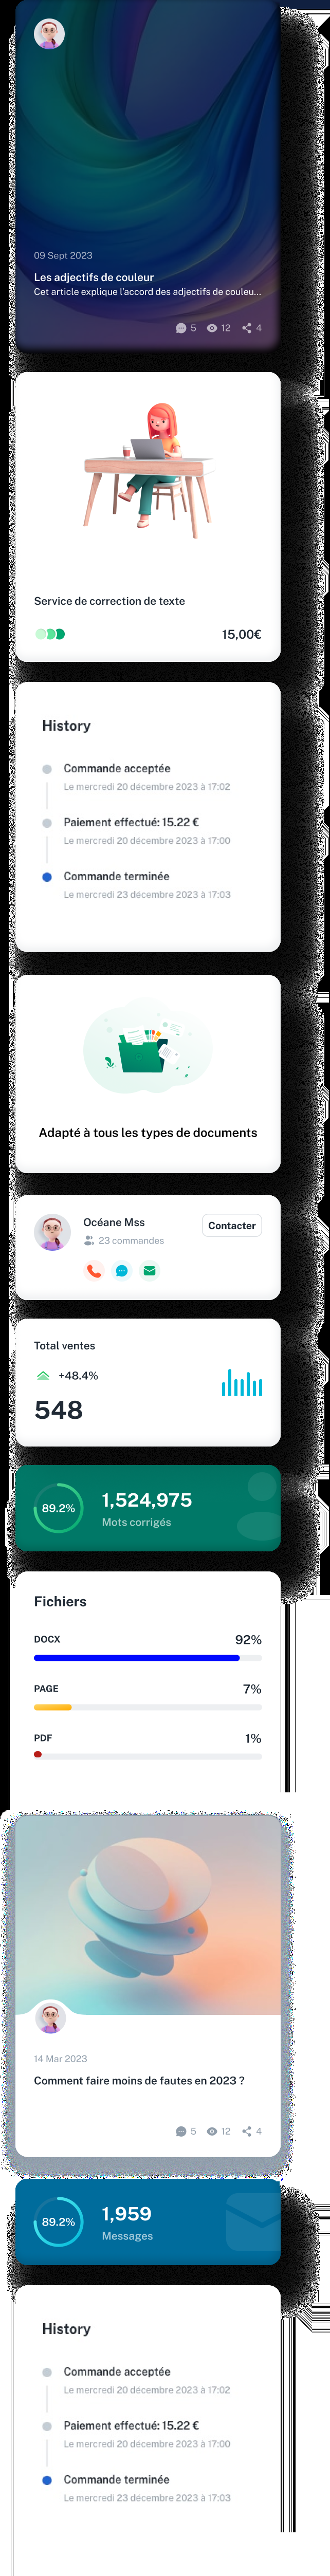 09 Sept 2023
Les adjectifs de couleur
Cet article explique l'accord des adjectifs de couleu...
5 12 4
Service de correction de texte
15,00€
History
Commande acceptée
Le mercredi 20 décembre 2023 à 17:02
Paiement effectué: 15.22 €
Le mercredi 20 décembre 2023 à 17:00
Commande terminée
Le mercredi 23 décembre 2023 à 17:03
Adapté à tous les types de documents
Océane Mss
Contacter
23 commandes
Total ventes
+48.4%
548
89.2%
1,524,975
Mots corrigés
Fichiers
DOCX 92%
PAGE 7%
PDF 1%
14 Mar 2023
Comment faire moins de fautes en 2023 ?
5 12 4
89.2%
1,959
Messages
History
Commande acceptée
Le mercredi 20 décembre 2023 à 17:02
Paiement effectué: 15.22 €
Le mercredi 20 décembre 2023 à 17:00
Commande terminée
Le mercredi 23 décembre 2023 à 17:03